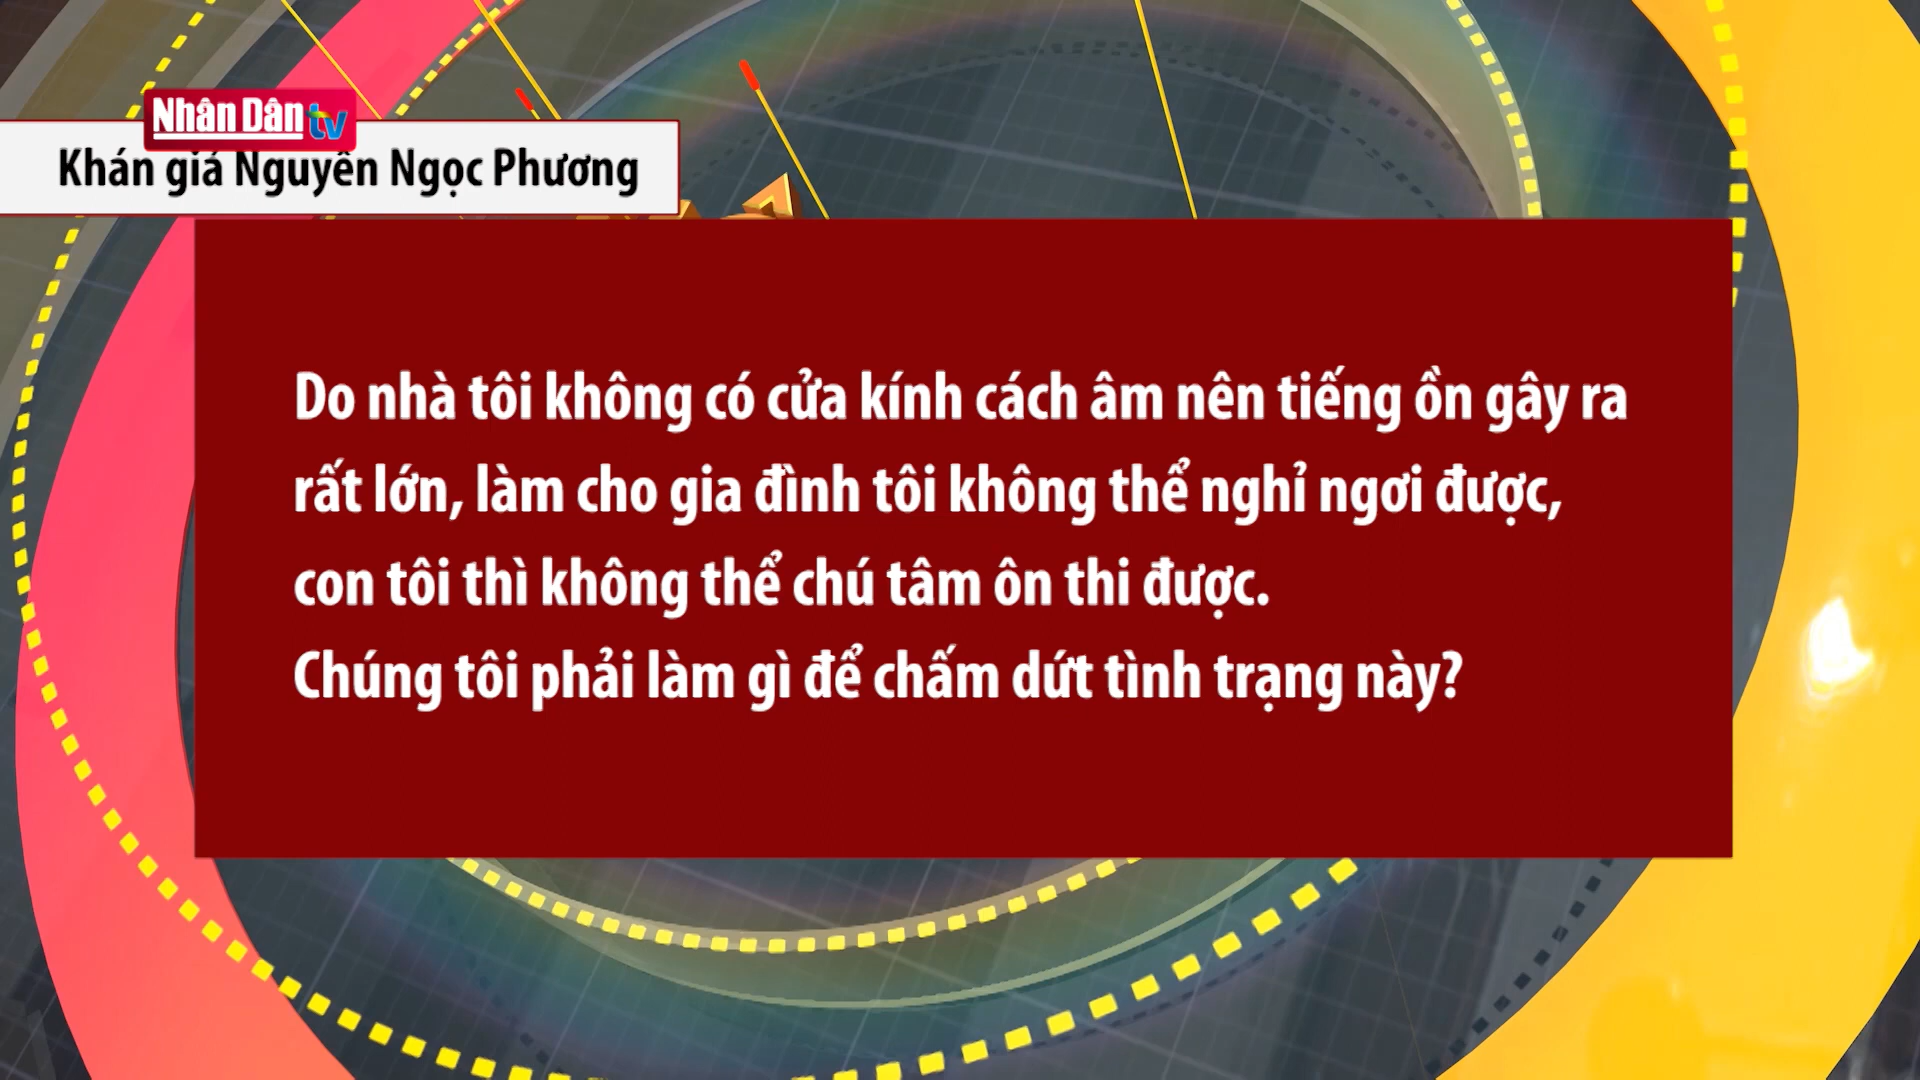 Nhân Dân tv
Khán giả Nguyễn Ngọc Phương
Do nhà tôi không có cửa kính cách âm nên tiếng ồn gây ra
rất lớn, làm cho gia đình tôi không thể nghỉ ngơi được,
con tôi thì không thể chú tâm ôn thi được.
Chúng tôi phải làm gì để chấm dứt tình trạng này?